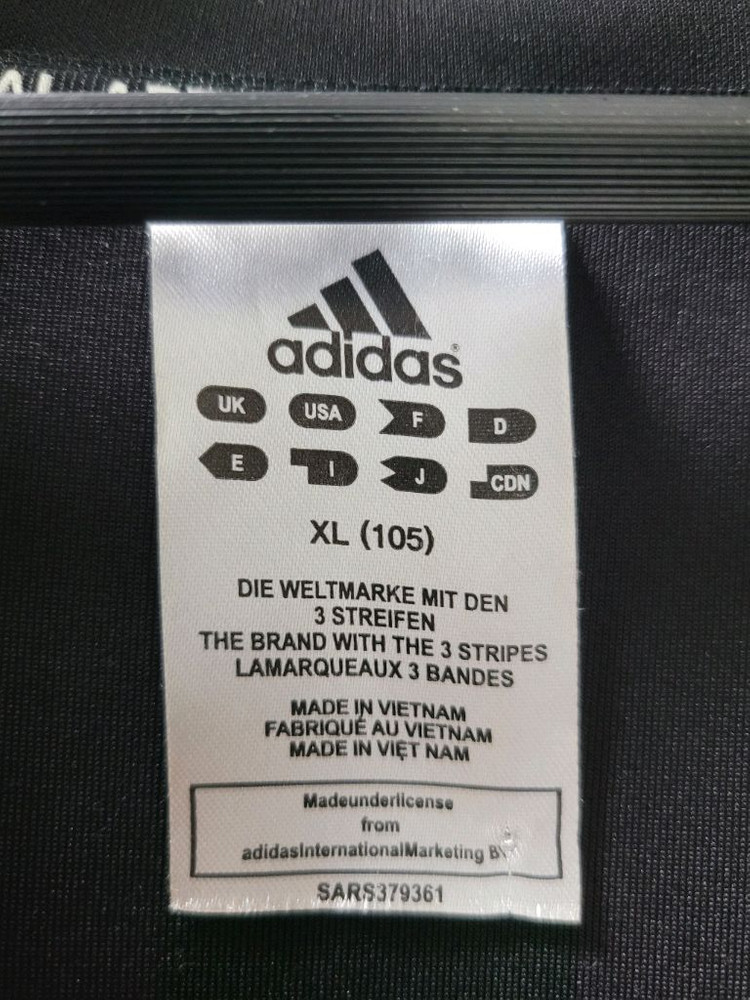 adidas®
UK USA F D
E I J CDN
XL (105)
DIE WELTMARKE MIT DEN
3 STREIFEN
THE BRAND WITH THE 3 STRIPES
LAMARQUEAUX 3 BANDES
MADE IN VIETNAM
FABRIQUÉ AU VIETNAM
MADE IN VIỆT NAM
Madeunderlicense
from
adidasInternationalMarketing
SARS379361